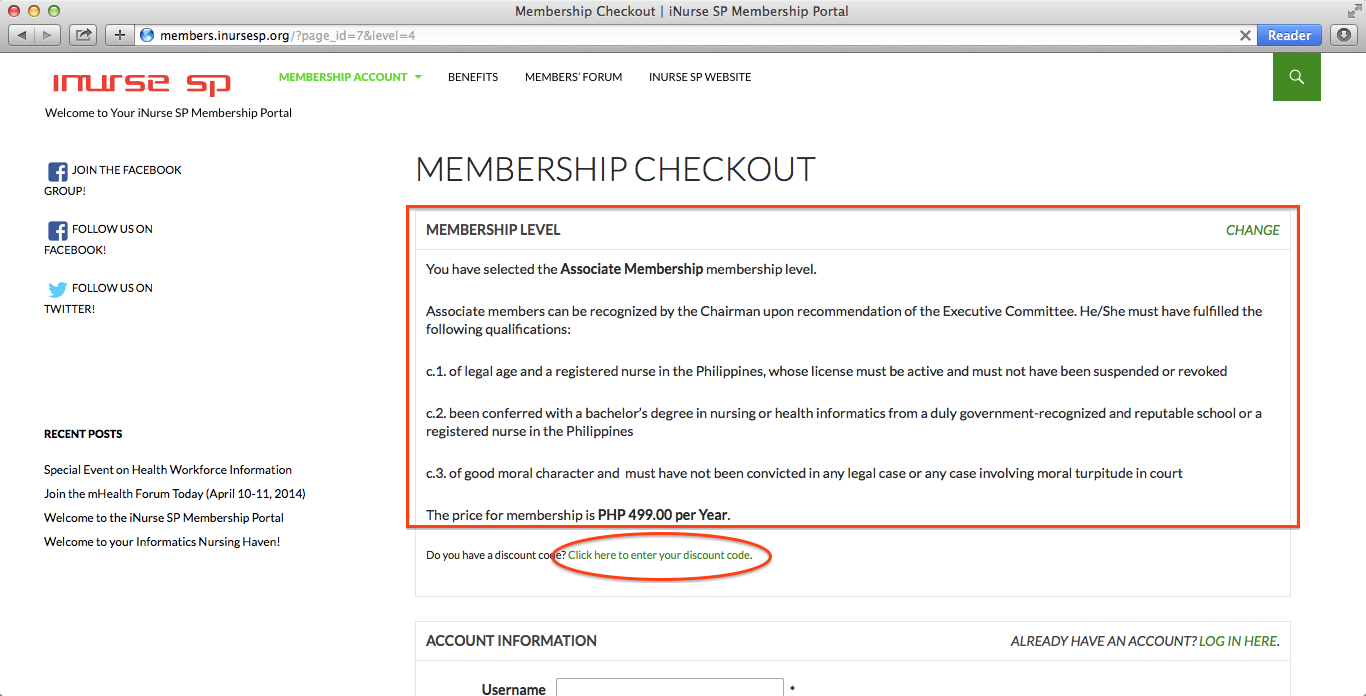 Membership Checkout | iNurse SP Membership Portal
members.inursesp.org/?page_id=7&level=4
Reader
inurse sp
MEMBERSHIP ACCOUNT
BENEFITS
MEMBERS' FORUM
INURSE SP WEBSITE
Welcome to Your iNurse SP Membership Portal
JOIN THE FACEBOOK
GROUP!
FOLLOW US ON
FACEBOOK!
FOLLOW US ON
TWITTER!
RECENT POSTS
Special Event on Health Workforce Information
Join the mHealth Forum Today (April 10-11, 2014)
Welcome to the iNurse SP Membership Portal
Welcome to your Informatics Nursing Haven!
MEMBERSHIP CHECKOUT
MEMBERSHIP LEVEL
CHANGE
You have selected the Associate Membership membership level.
Associate members can be recognized by the Chairman upon recommendation of the Executive Committee. He/She must have fulfilled the
following qualifications:
c.1. of legal age and a registered nurse in the Philippines, whose license must be active and must not have been suspended or revoked
c.2. been conferred with a bachelor's degree in nursing or health informatics from a duly government-recognized and reputable school or a
registered nurse in the Philippines
c.3. of good moral character and  must have not been convicted in any legal case or any case involving moral turpitude in court
The price for membership is PHP 499.00 per Year.
Do you have a discount code? Click here to enter your discount code.
ACCOUNT INFORMATION
ALREADY HAVE AN ACCOUNT? LOG IN HERE.
Username *